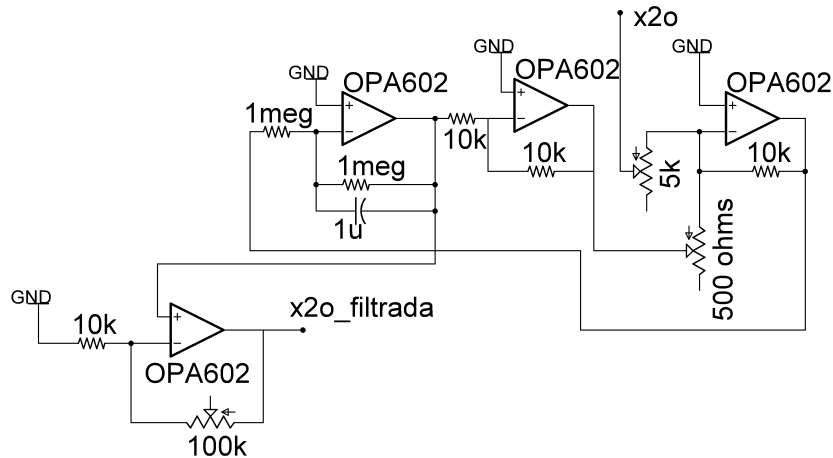 x2o
GND
GND
GND
OPA602
OPA602
OPA602
1meg
10k
10k
10k
1meg
5k
1u
500 ohms
GND
x2o_filtrada
10k
OPA602
100k